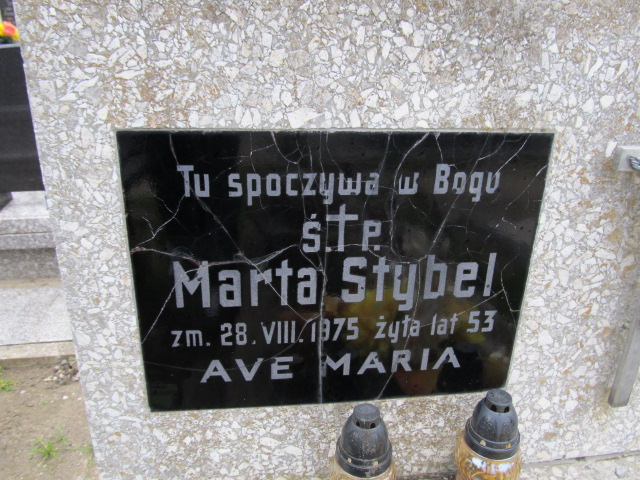 Tu spoczywa w Bogu
ś.†p.
Marta Stybel
zm. 28. VIII. 1975 żyła lat 53
AVE MARIA